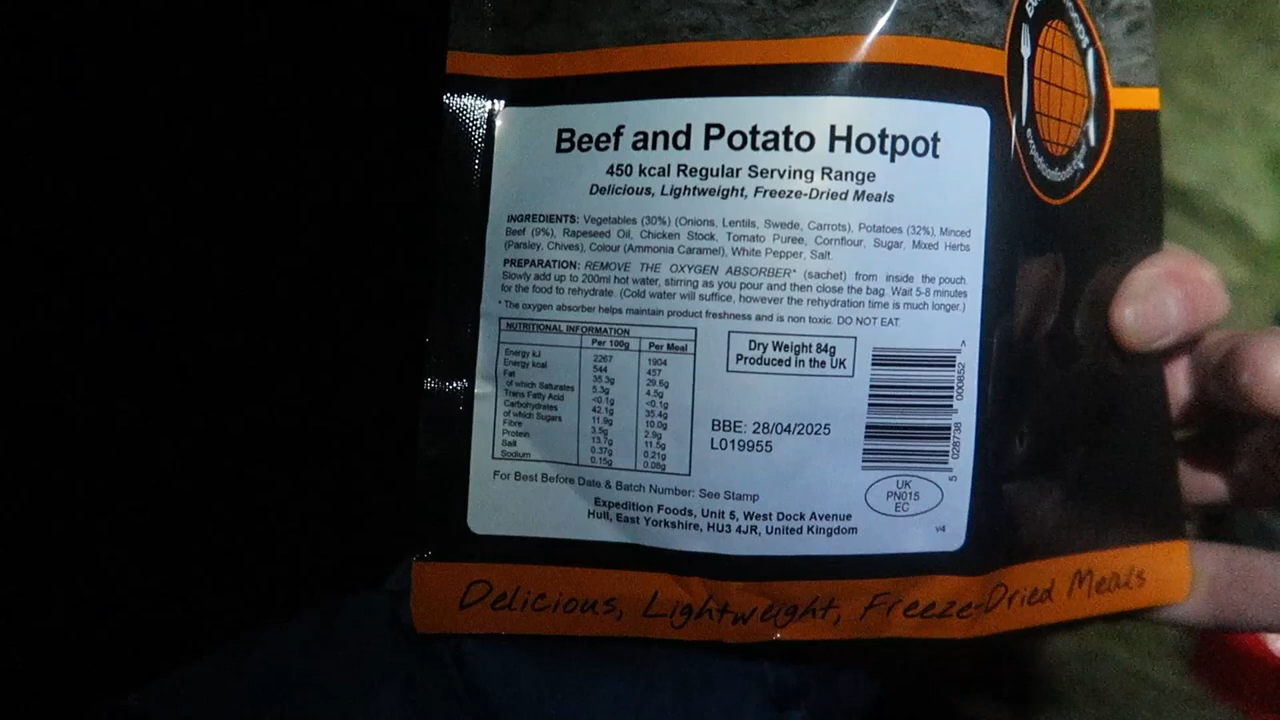 Beef and Potato Hotpot
450 kcal Regular Serving Range
Delicious, Lightweight, Freeze-Dried Meals
INGREDIENTS: Vegetables (30%) (Onions, Lentils, Swede, Carrots), Potatoes (32%), Minced
Beef (9%), Rapeseed Oil, Chicken Stock, Tomato Puree, Cornflour, Sugar, Mixed Herbs
(Parsley, Chives), Colour (Ammonia Caramel), White Pepper, Salt.
PREPARATION: REMOVE THE OXYGEN ABSORBER* (sachet) from inside the pouch.
Slowly add up to 200ml hot water, stirring as you pour and then close the bag. Wait 5-8 minutes
for the food to rehydrate. (Cold water will suffice, however the rehydration time is much longer.)
* The oxygen absorber helps maintain product freshness and is non toxic. DO NOT EAT.
NUTRITIONAL INFORMATION
Per 100g Per Meal
Energy kJ 2267 1904
Energy kcal 544 457
Fat 35.3g 29.6g
of which Saturates 5.3g 4.5g
Trans Fatty Acid <0.1g <0.1g
Carbohydrates 42.1g 35.4g
of which Sugars 11.9g 10.0g
Fibre 3.5g 2.9g
Protein 13.7g 11.5g
Salt 0.37g 0.21g
Sodium 0.15g 0.08g
Dry Weight 84g
Produced in the UK
BBE: 28/04/2025
L019955
5 028738 000852 >
UK
PN015
EC
For Best Before Date & Batch Number: See Stamp
Expedition Foods, Unit 5, West Dock Avenue
Hull, East Yorkshire, HU3 4JR, United Kingdom
v4
Delicious, Lightweight, Freeze-Dried Meals